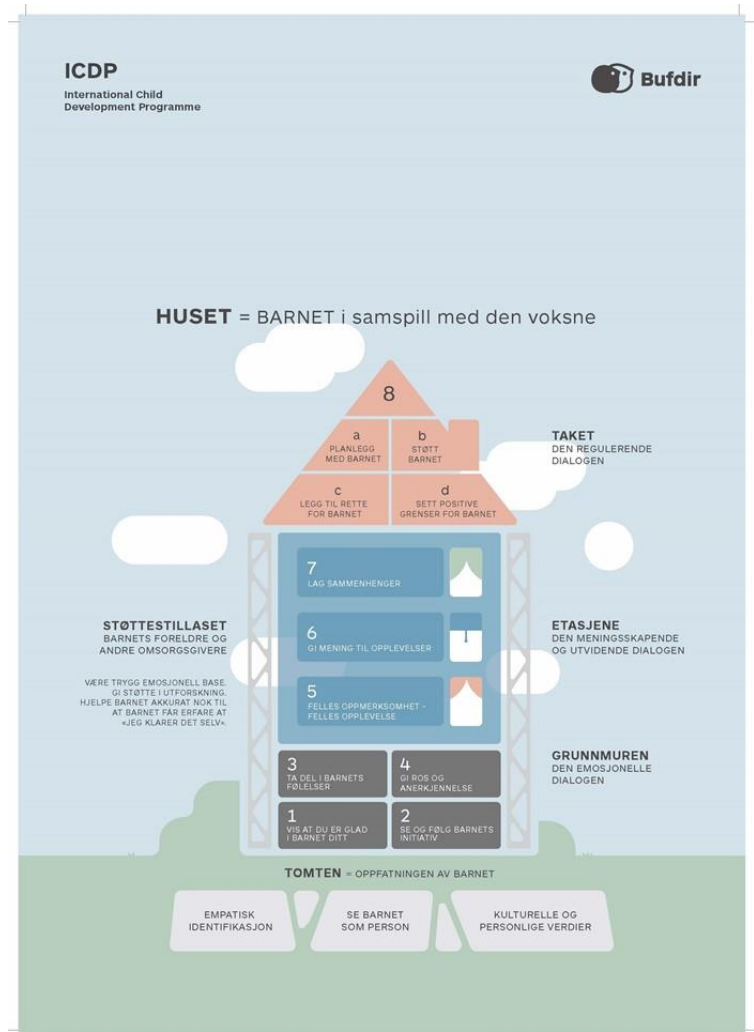 ICDP
International Child
Development Programme
Bufdir
HUSET = BARNET i samspill med den voksne
8
a
PLANLEGG
MED BARNET
b
STØTT
BARNET
c
LEGG TIL RETTE
FOR BARNET
d
SETT POSITIVE
GRENSER FOR BARNET
TAKET
DEN REGULERENDE
DIALOGEN
7
LAG SAMMENHENGER
6
GI MENING TIL OPPLEVELSER
5
FELLES OPPMERKSOMHET -
FELLES OPPLEVELSE
STØTTESTILLASET
BARNETS FORELDRE OG
ANDRE OMSORGSGIVERE
VÆRE TRYGG EMOSJONELL BASE.
GI STØTTE I UTFORSKNING.
HJELPE BARNET AKKURAT NOK TIL
AT BARNET FÅR ERFARE AT
«JEG KLARER DET SELV».
ETASJENE
DEN MENINGSSKAPENDE
OG UTVIDENDE DIALOGEN
3
TA DEL I BARNETS
FØLELSER
4
GI ROS OG
ANERKJENNELSE
1
VIS AT DU ER GLAD
I BARNET DITT
2
SE OG FØLG BARNETS
INITIATIV
GRUNNMUREN
DEN EMOSJONELLE
DIALOGEN
TOMTEN = OPPFATNINGEN AV BARNET
EMPATISK
IDENTIFIKASJON
SE BARNET
SOM PERSON
KULTURELLE OG
PERSONLIGE VERDIER